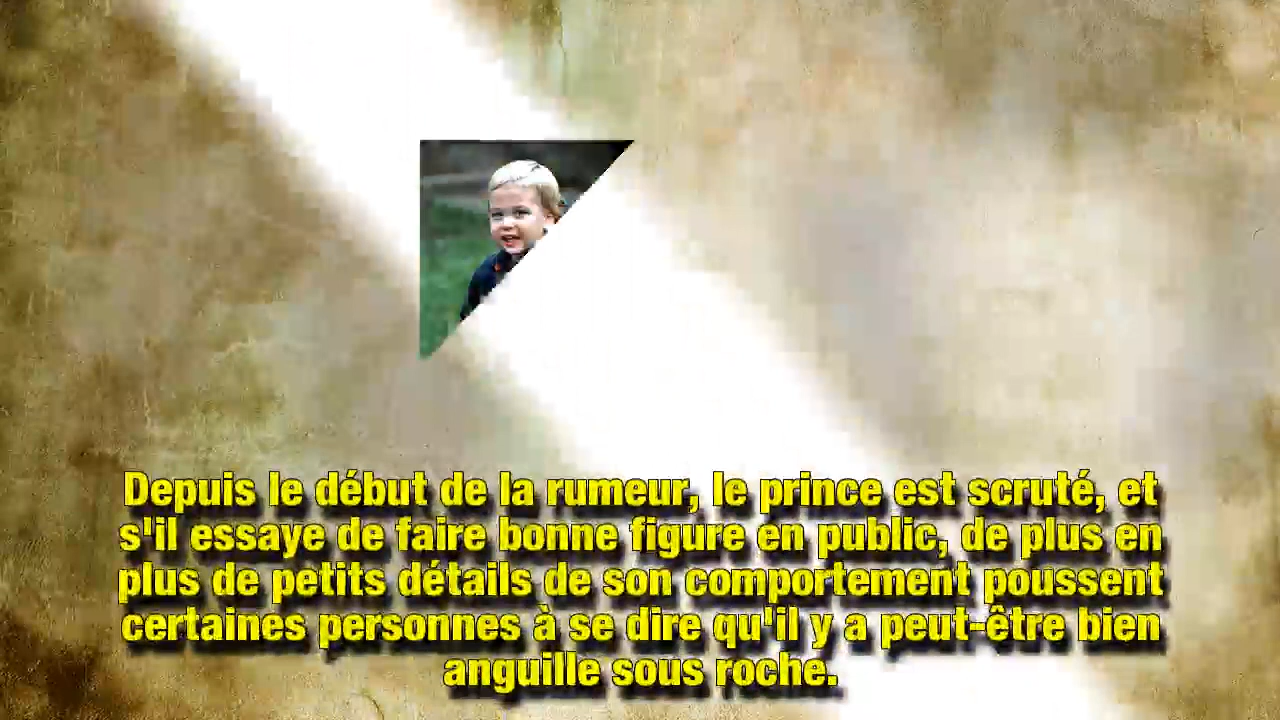 Depuis le début de la rumeur, le prince est scruté, et
s'il essaye de faire bonne figure en public, de plus en
plus de petits détails de son comportement poussent
certaines personnes à se dire qu'il y a peut-être bien
anguille sous roche.